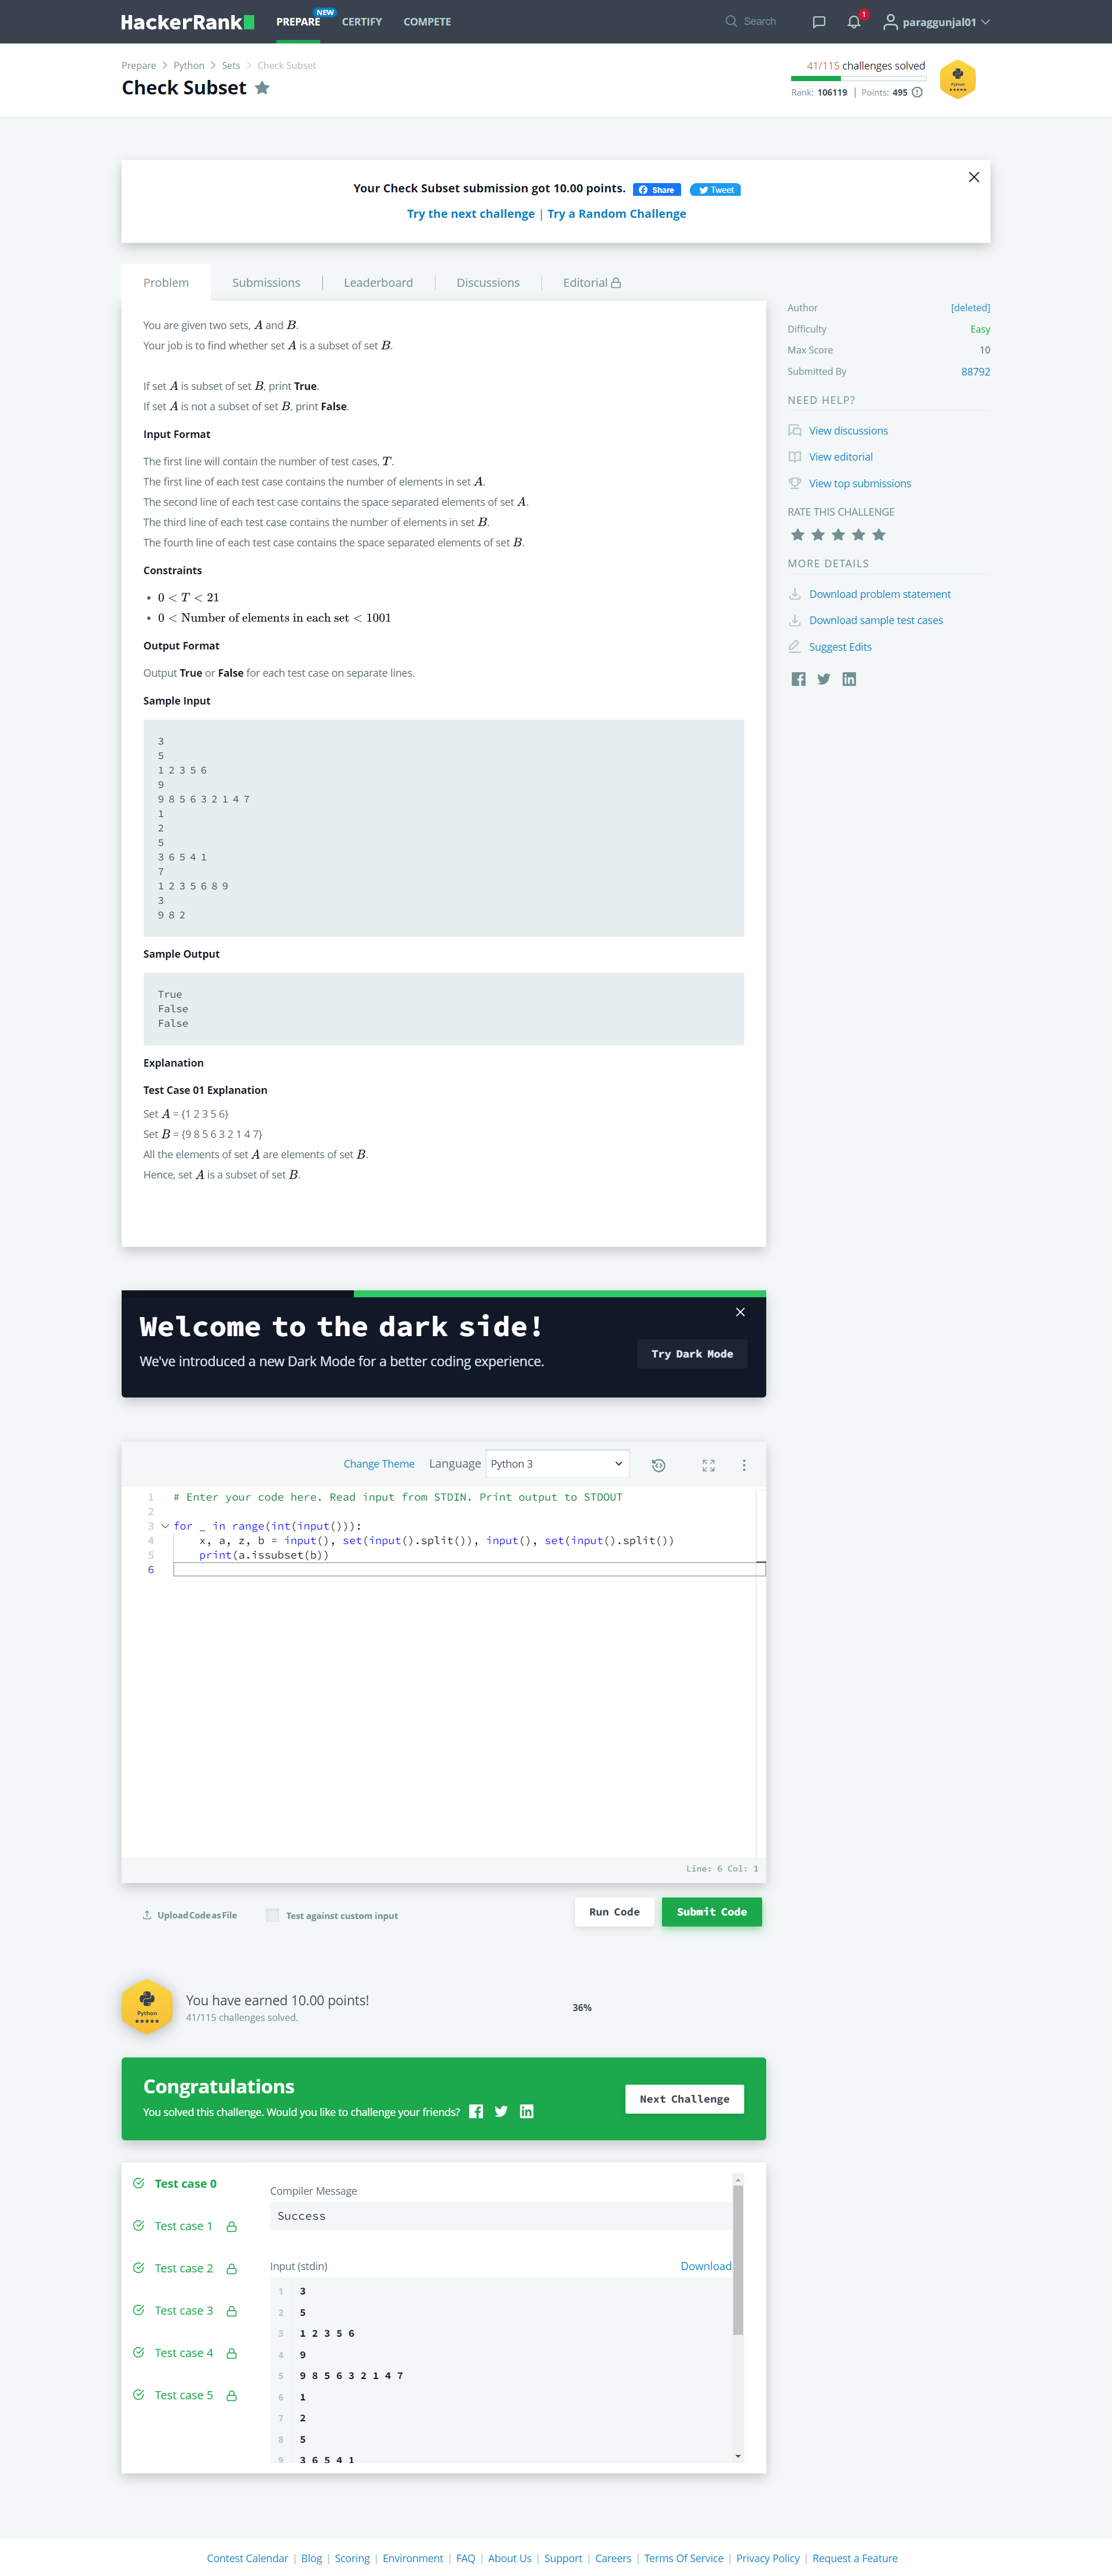 HackerRank
PREPARE NEW
CERTIFY
COMPETE
Search
1
paraggunjal01
Prepare > Python > Sets > Check Subset
Check Subset
41/115 challenges solved
Rank: 106119 | Points: 495
Python
Your Check Subset submission got 10.00 points. Share Tweet
Try the next challenge | Try a Random Challenge
Problem
Submissions
Leaderboard
Discussions
Editorial
You are given two sets, A and B.
Your job is to find whether set A is a subset of set B.
If set A is subset of set B, print True.
If set A is not a subset of set B, print False.
Input Format
The first line will contain the number of test cases, T.
The first line of each test case contains the number of elements in set A.
The second line of each test case contains the space separated elements of set A.
The third line of each test case contains the number of elements in set B.
The fourth line of each test case contains the space separated elements of set B.
Constraints
• 0 < T < 21
• 0 < Number of elements in each set < 1001
Output Format
Output True or False for each test case on separate lines.
Sample Input
3
5
1 2 3 5 6
9
9 8 5 6 3 2 1 4 7
1
2
5
3 6 5 4 1
7
1 2 3 5 6 8 9
3
9 8 2
Sample Output
True
False
False
Explanation
Test Case 01 Explanation
Set A = {1 2 3 5 6}
Set B = {9 8 5 6 3 2 1 4 7}
All the elements of set A are elements of set B.
Hence, set A is a subset of set B.
Author [deleted]
Difficulty Easy
Max Score 10
Submitted By 88792
NEED HELP?
View discussions
View editorial
View top submissions
RATE THIS CHALLENGE
MORE DETAILS
Download problem statement
Download sample test cases
Suggest Edits
Welcome to the dark side!
We've introduced a new Dark Mode for a better coding experience.
Try Dark Mode
Change Theme Language Python 3
1 # Enter your code here. Read input from STDIN. Print output to STDOUT
2
3 for _ in range(int(input())):
4 x, a, z, b = input(), set(input().split()), input(), set(input().split())
5 print(a.issubset(b))
6
Line: 6 Col: 1
Upload Code as File
Test against custom input
Run Code
Submit Code
Python
You have earned 10.00 points!
41/115 challenges solved.
36%
Congratulations
You solved this challenge. Would you like to challenge your friends?
Next Challenge
Test case 0
Test case 1
Test case 2
Test case 3
Test case 4
Test case 5
Compiler Message
Success
Input (stdin) Download
1 3
2 5
3 1 2 3 5 6
4 9
5 9 8 5 6 3 2 1 4 7
6 1
7 2
8 5
9 3 6 5 4 1
Contest Calendar | Blog | Scoring | Environment | FAQ | About Us | Support | Careers | Terms Of Service | Privacy Policy | Request a Feature